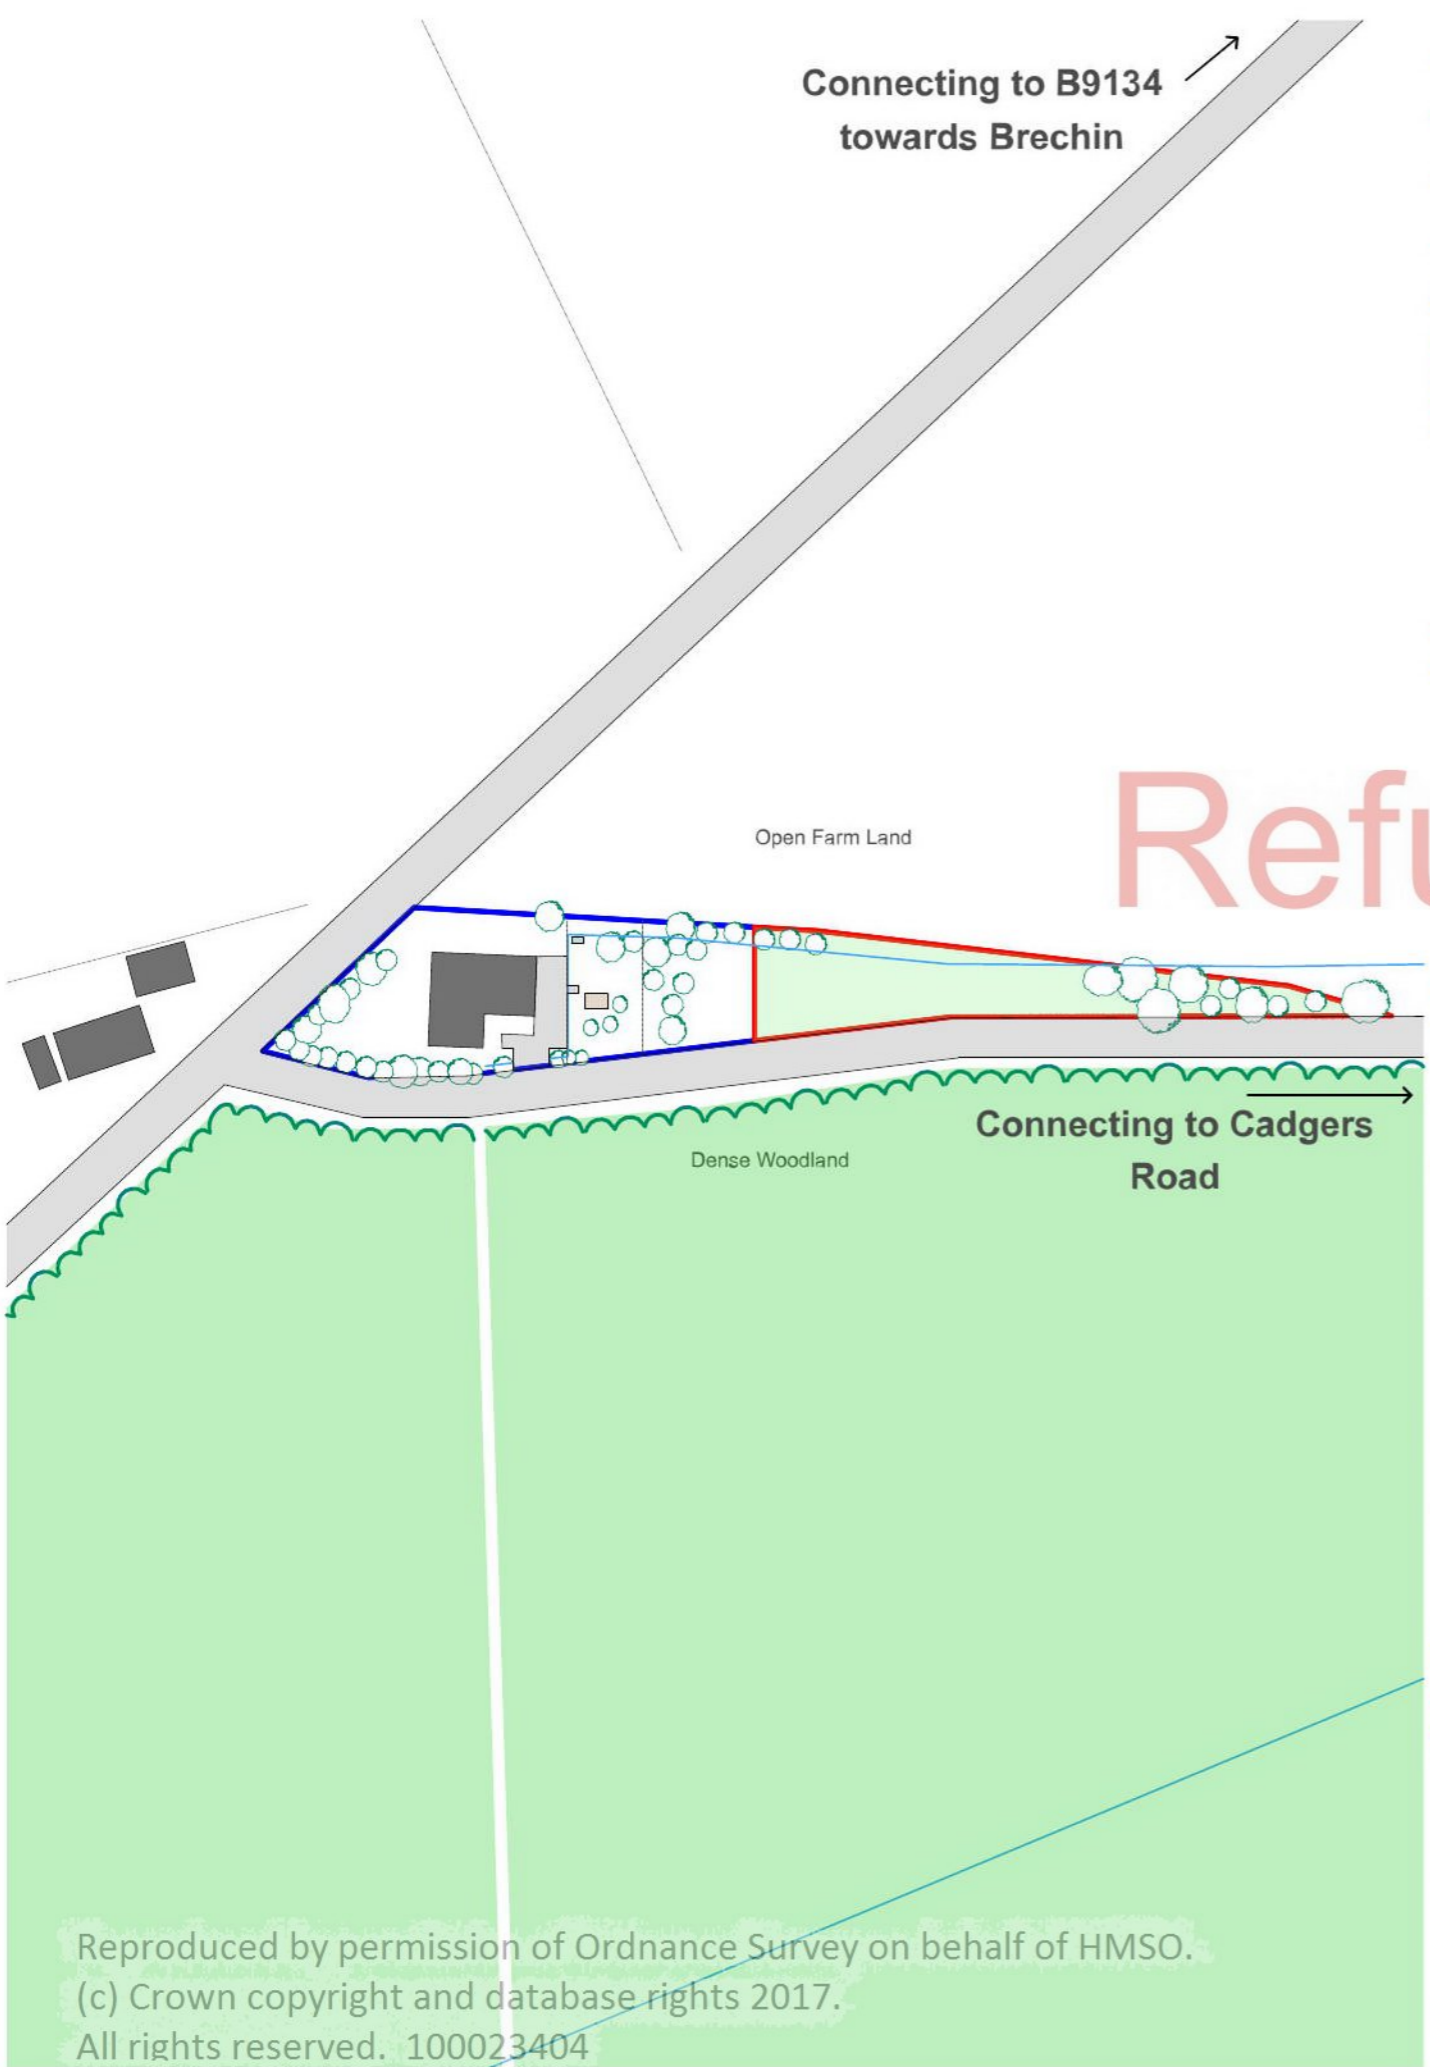 Connecting to B9134
towards Brechin
Refu
Open Farm Land
Connecting to Cadgers
Road
Dense Woodland
Reproduced by permission of Ordnance Survey on behalf of HMSO.
(c) Crown copyright and database rights 2017.
All rights reserved. 100023404